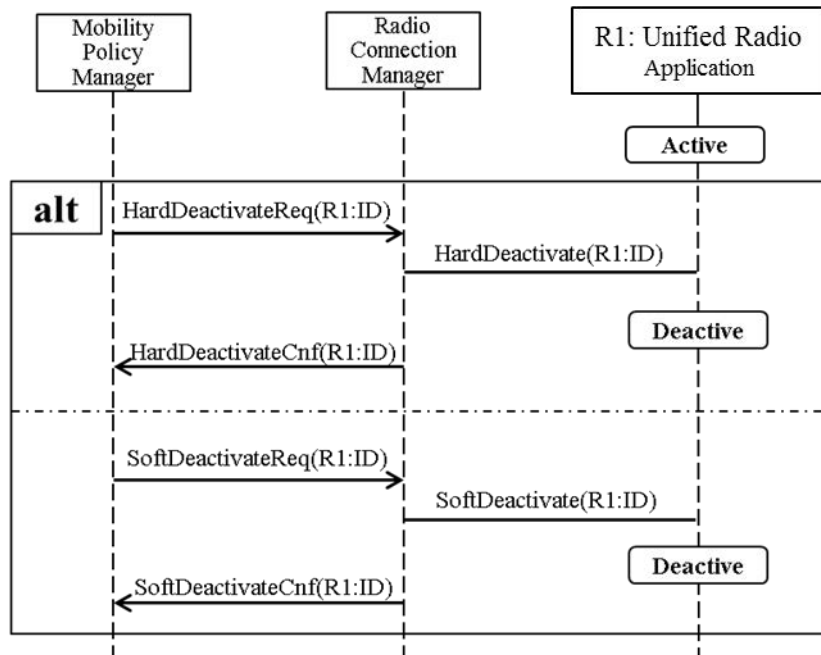 Mobility
Policy
Manager
Radio
Connection
Manager
R1: Unified Radio
Application
Active
alt
HardDeactivateReq(R1:ID)
HardDeactivate(R1:ID)
Deactive
HardDeactivateCnf(R1:ID)
SoftDeactivateReq(R1:ID)
SoftDeactivate(R1:ID)
Deactive
SoftDeactivateCnf(R1:ID)